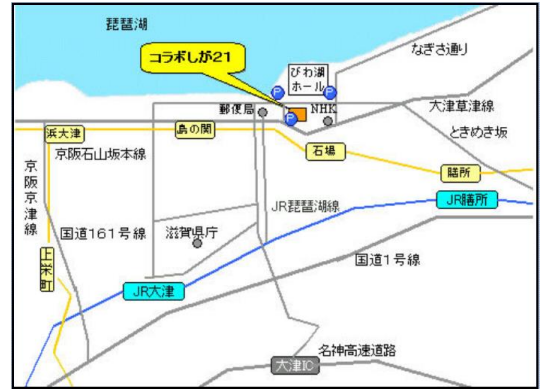 琵琶湖
コラボしが21
なぎさ通り
びわ湖
ホール
P
P
郵便局
P
NHK
大津草津線
浜大津
島の関
ときめき坂
京阪石山坂本線
石場
膳所
京阪京津線
JR膳所
JR琵琶湖線
国道161号線
滋賀県庁
上栄町
国道1号線
JR大津
名神高速道路
大津IC